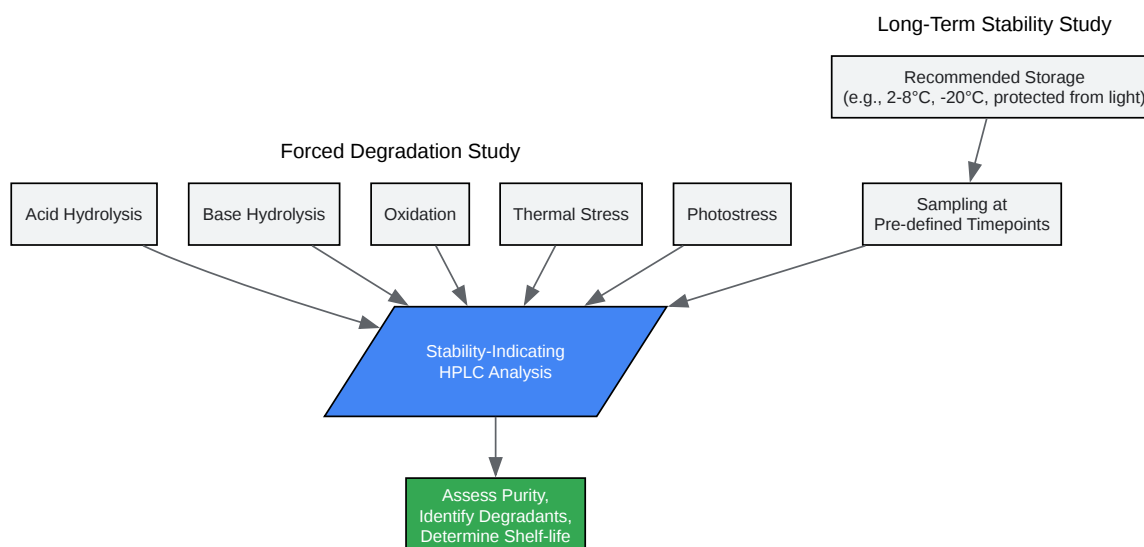 Long-Term Stability Study
Recommended Storage
(e.g., 2-8°C, -20°C, protected from light)
Forced Degradation Study
Acid Hydrolysis
Base Hydrolysis
Oxidation
Thermal Stress
Photostress
Sampling at
Pre-defined Timepoints
Stability-Indicating
HPLC Analysis
Assess Purity,
Identify Degradants,
Determine Shelf-life